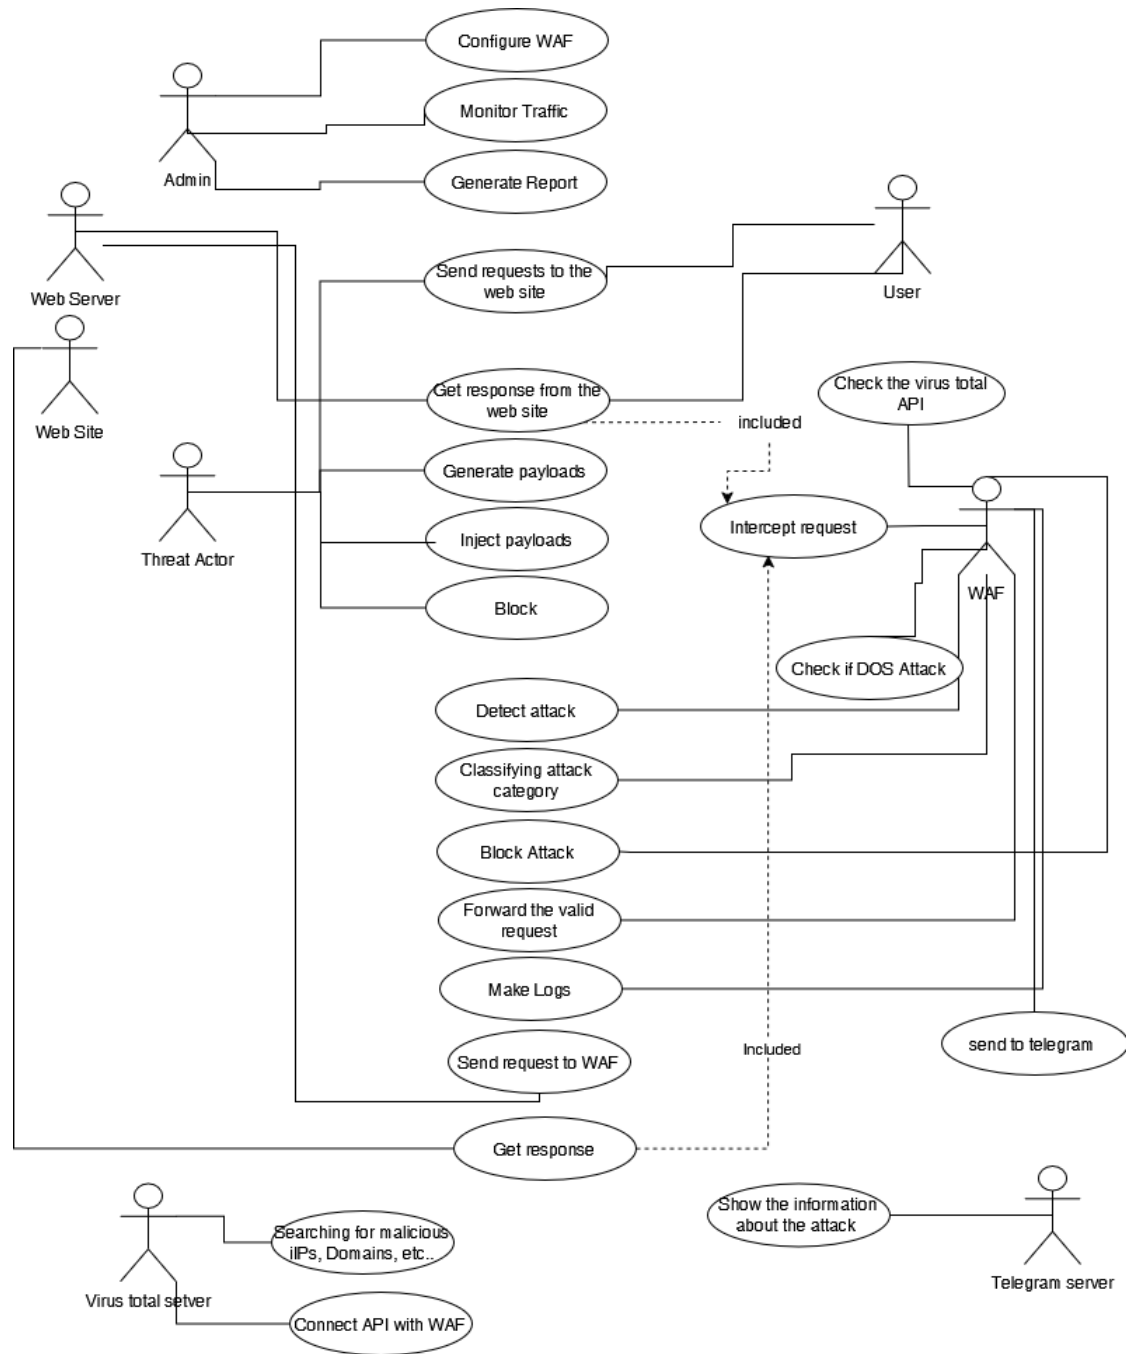 Configure WAF
Monitor Traffic
Admin
Generate Report
Web Server
Send requests to the
web site
User
Web Site
Get response from the
web site
Check the virus total
API
included
Threat Actor
Generate payloads
Intercept request
Inject payloads
WAF
Block
Check if DOS Attack
Detect attack
Classifying attack
category
Block Attack
Forward the valid
request
Make Logs
Send request to WAF
Included
send to telegram
Get response
Searching for malicious
iIPs, Domains, etc..
Show the information
about the attack
Virus total setver
Telegram server
Connect API with WAF